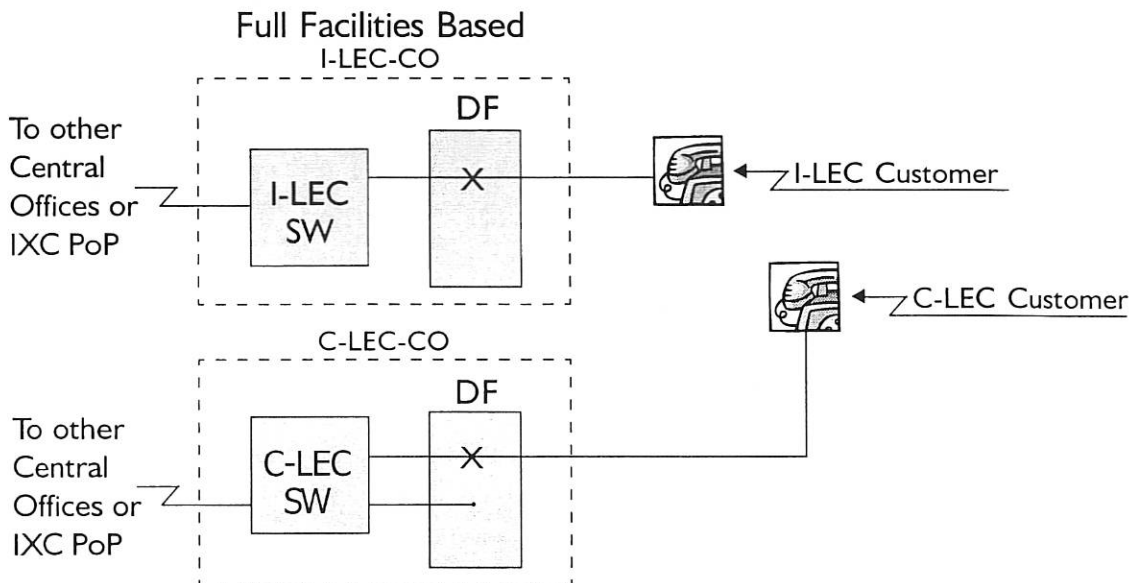 Full Facilities Based
I-LEC-CO
DF
To other
Central
Offices or
IXC PoP
I-LEC
SW
X
I-LEC Customer
C-LEC Customer
C-LEC-CO
DF
To other
Central
Offices or
IXC PoP
C-LEC
SW
X